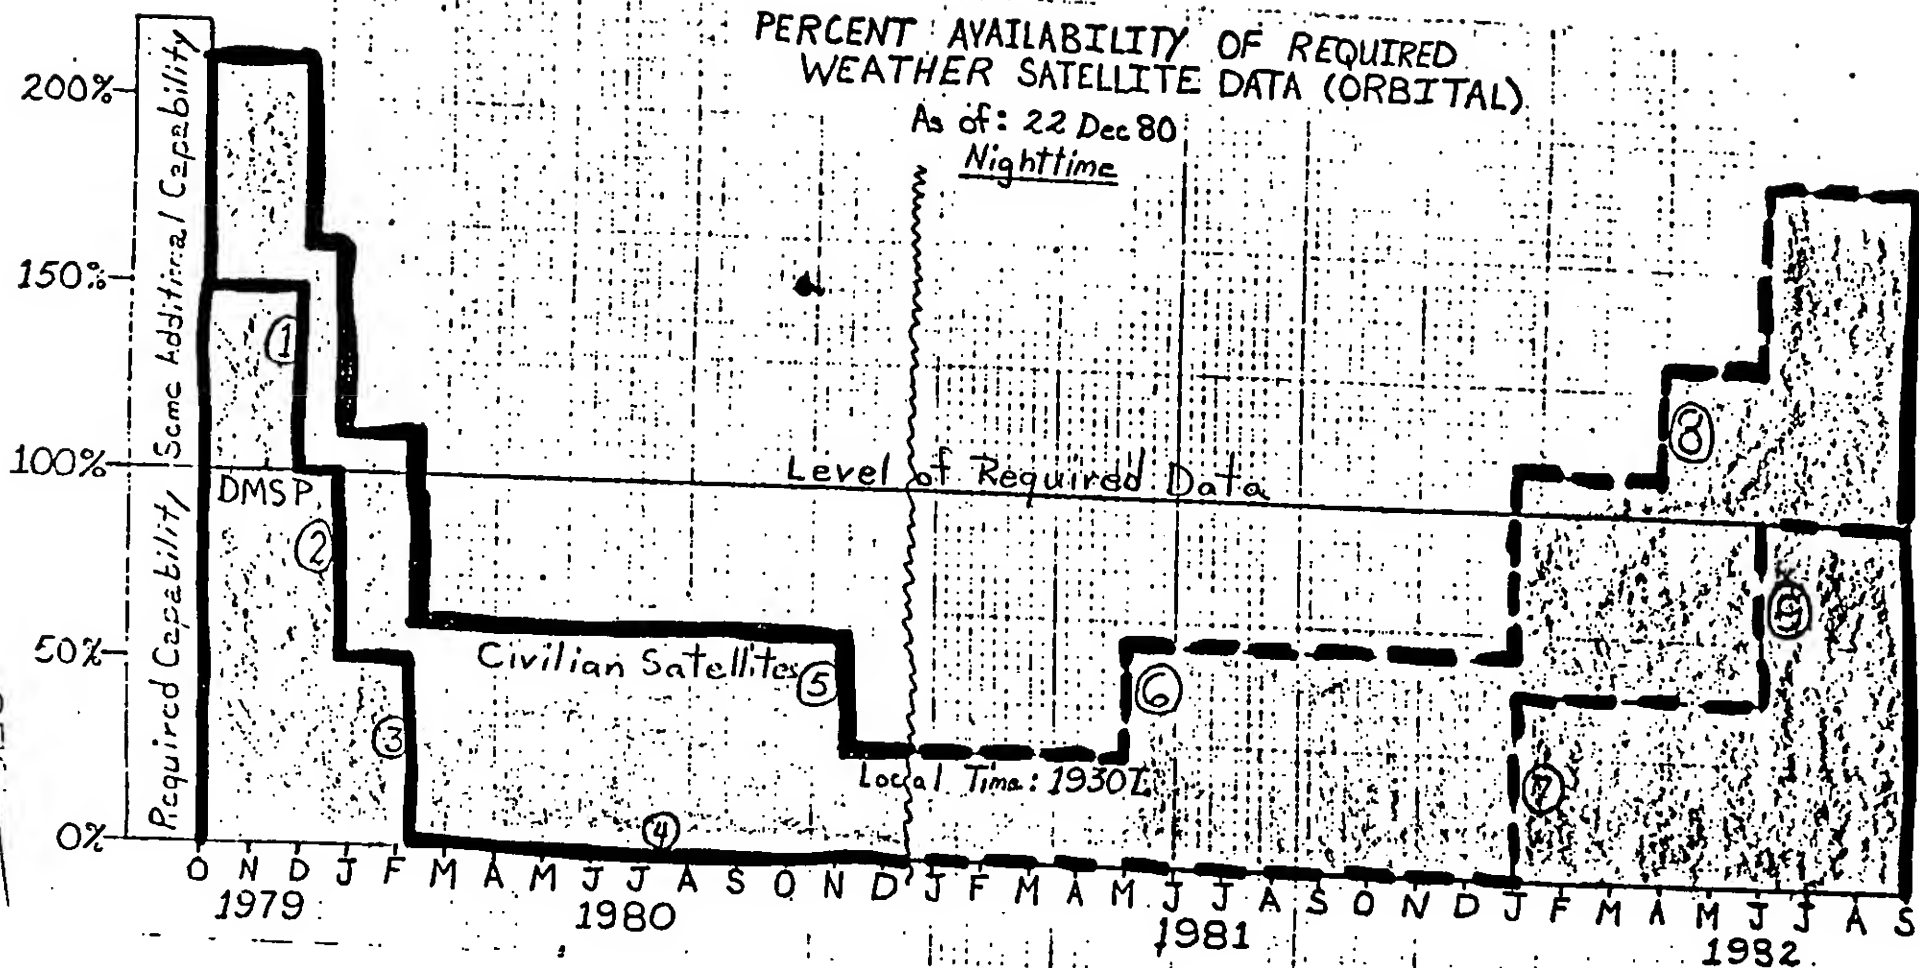 PERCENT AVAILABILITY OF REQUIRED
WEATHER SATELLITE DATA (ORBITAL)
As of: 22 Dec 80
Nighttime
200%
150%
100%
50%
0%
Some Additional Capability
Required Capability
1
DMSP
2
3
4
Civilian Satellites
5
Level of Required Data
Local Time: 1930L
6
7
8
9
O N D J F M A M J J A S O N D J F M A M J J A S O N D J F M A M J J A S
1979 1980 1981 1982